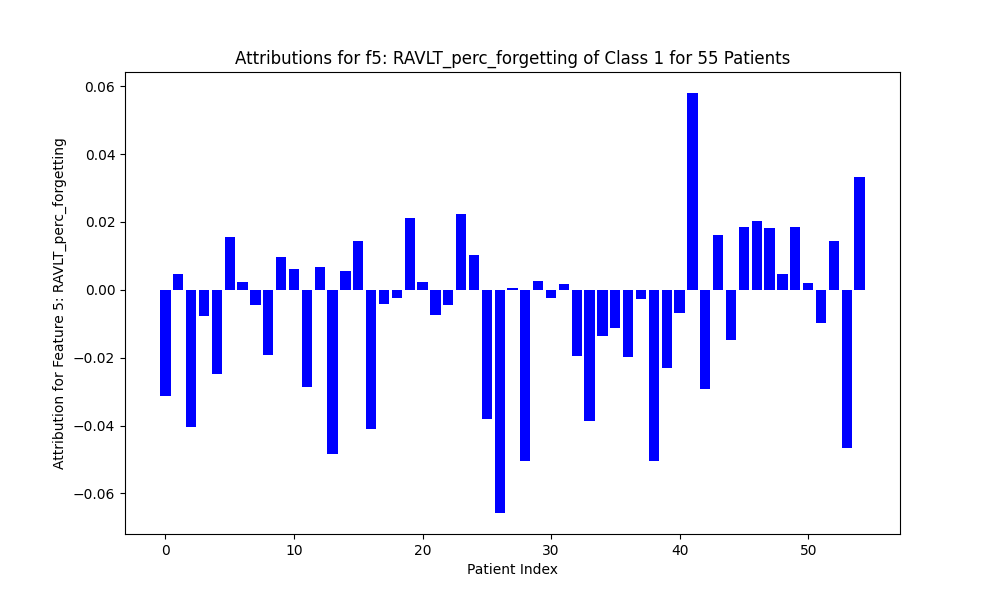 Attributions for f5: RAVLT_perc_forgetting of Class 1 for 55 Patients
Attribution for Feature 5: RAVLT_perc_forgetting
0.06
0.04
0.02
0.00
−0.02
−0.04
−0.06
0 10 20 30 40 50
Patient Index